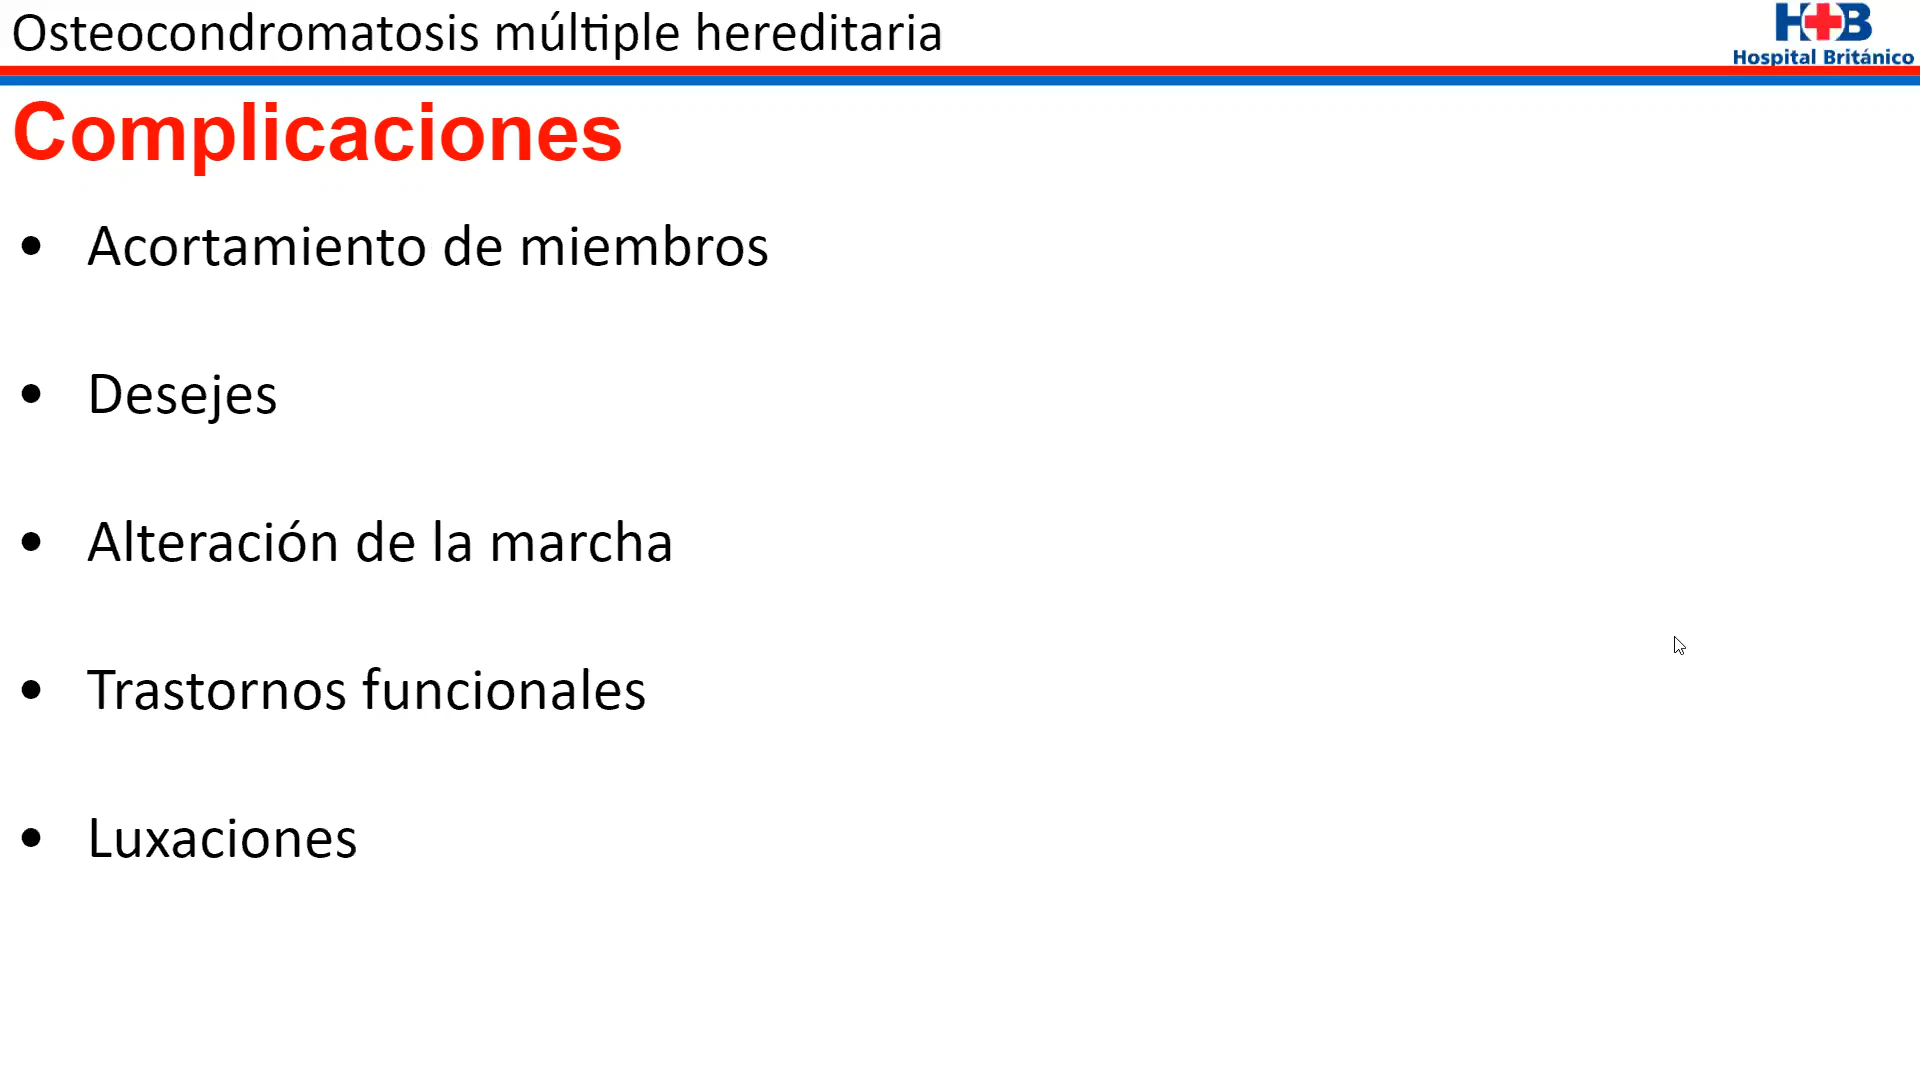 Osteocondromatosis múltiple hereditaria
H B
Hospital Británico
Complicaciones
• Acortamiento de miembros
• Desejes
• Alteración de la marcha
• Trastornos funcionales
• Luxaciones